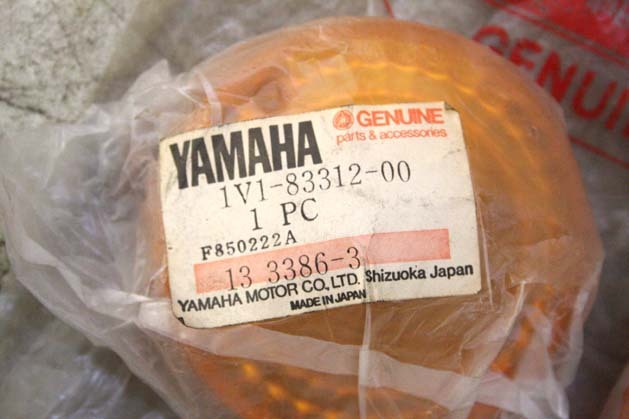 GENUINE
YAMAHA
GENUINE
parts & accessories
1V1-83312-00
1 PC
F850222A
13 3386-3
YAMAHA MOTOR CO., LTD. Shizuoka Japan
MADE IN JAPAN